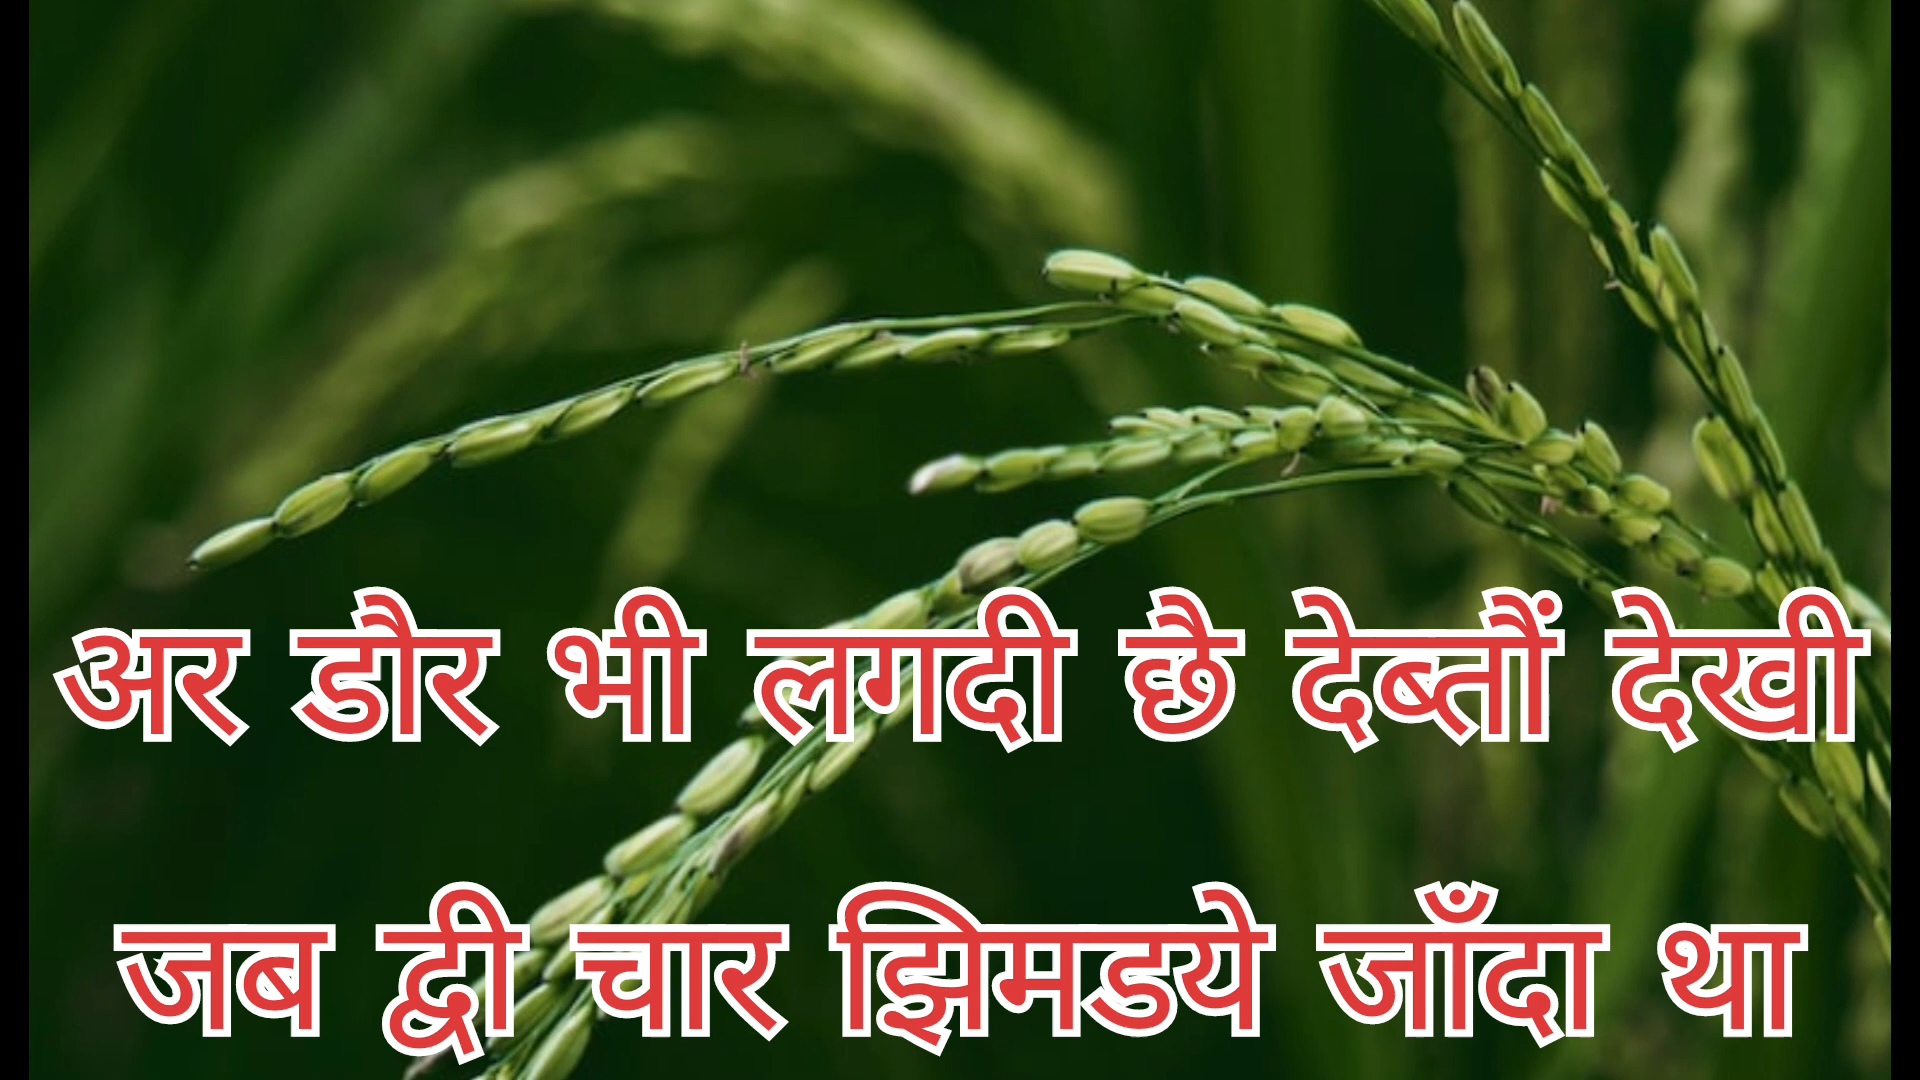 अर डौर भी लगदी छै देब्तौं देखी
जब द्वी चार झिमडये जाँदा था